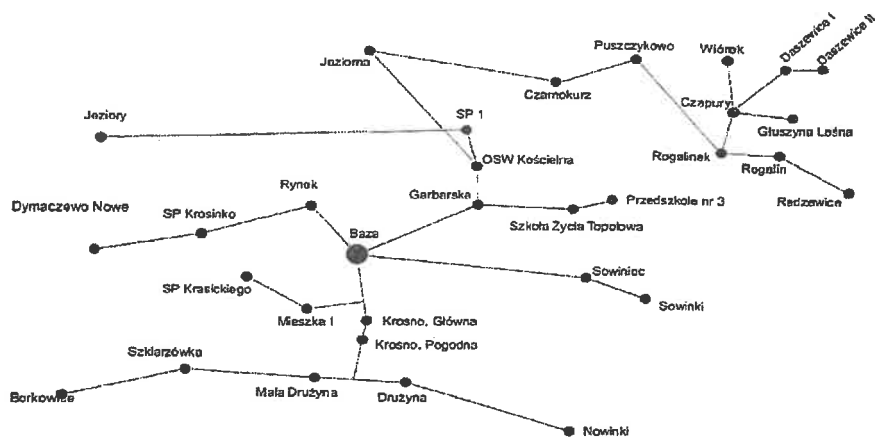 Daszewice I
Daszewice II
Puszczykowo
Wiórek
Jeziorna
Czarnokurz
Czapury
SP 1
Głuszyna Leśna
Jeziory
OSW Kościelna
Rogalinek
Rogalin
Rynek
Garbarska
Przedszkole nr 3
Radzewice
Dymaczewo Nowe
SP Krosinko
Szkoła Życia Topolowa
Baza
Sowiniec
SP Krasickiego
Sowinki
Mieszka I
Krosno, Główna
Krosno, Pogodna
Szklarzówka
Borkowice
Mała Drużyna
Drużyna
Nowinki